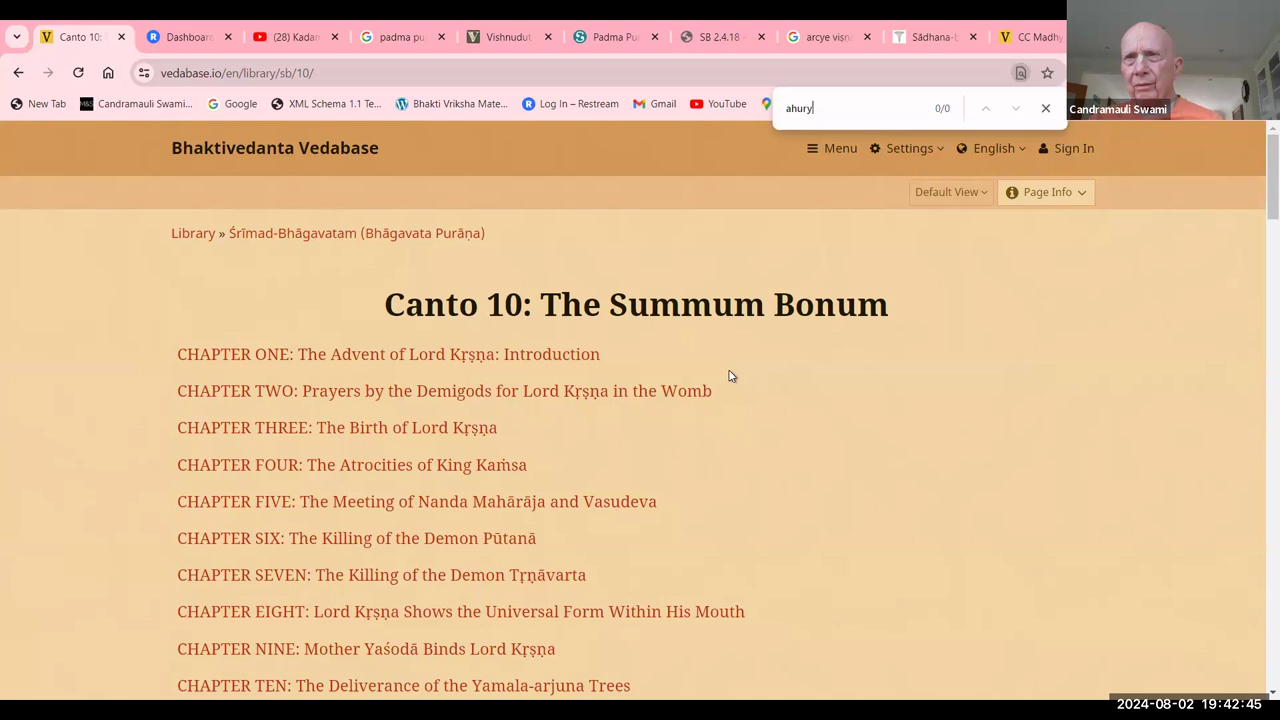 Canto 10:
Dashboard
(28) Kadan
padma pu
Vishnudut
Padma Pur
SB 2.4.18 -
arcye viṣṇ
Sādhana-b
CC Madhy
vedabase.io/en/library/sb/10/
New Tab
Candramauli Swami...
Google
XML Schema 1.1 Te...
Bhakti Vriksha Mate...
Log In – Restream
Gmail
YouTube
ahury
0/0
Candramauli Swami
Bhaktivedanta Vedabase
Menu
Settings
English
Sign In
Default View
Page Info
Library » Śrīmad-Bhāgavatam (Bhāgavata Purāṇa)
Canto 10: The Summum Bonum
CHAPTER ONE: The Advent of Lord Kṛṣṇa: Introduction
CHAPTER TWO: Prayers by the Demigods for Lord Kṛṣṇa in the Womb
CHAPTER THREE: The Birth of Lord Kṛṣṇa
CHAPTER FOUR: The Atrocities of King Kaṁsa
CHAPTER FIVE: The Meeting of Nanda Mahārāja and Vasudeva
CHAPTER SIX: The Killing of the Demon Pūtanā
CHAPTER SEVEN: The Killing of the Demon Tṛṇāvarta
CHAPTER EIGHT: Lord Kṛṣṇa Shows the Universal Form Within His Mouth
CHAPTER NINE: Mother Yaśodā Binds Lord Kṛṣṇa
CHAPTER TEN: The Deliverance of the Yamala-arjuna Trees
2024-08-02 19:42:45